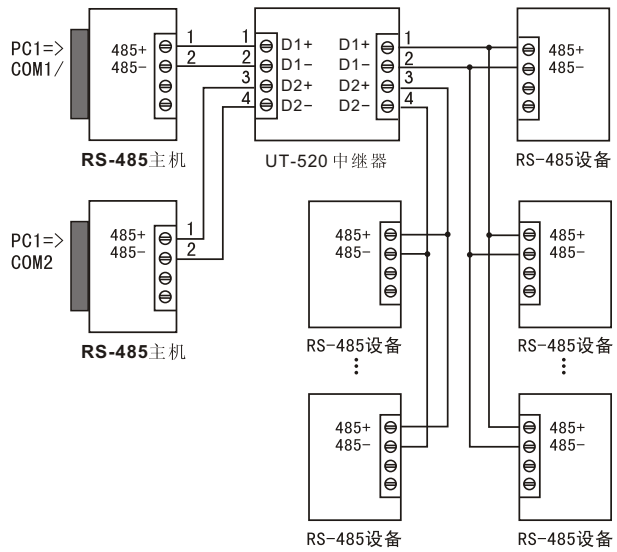 PC1=>
COM1/
485+
485-
1
2
RS-485主机
1
2
3
4
D1+
D1-
D2+
D2-
D1+
D1-
D2+
D2-
1
2
3
4
UT-520 中继器
485+
485-
RS-485设备
PC1=>
COM2
485+
485-
1
2
RS-485主机
485+
485-
RS-485设备
485+
485-
RS-485设备
485+
485-
RS-485设备
485+
485-
RS-485设备